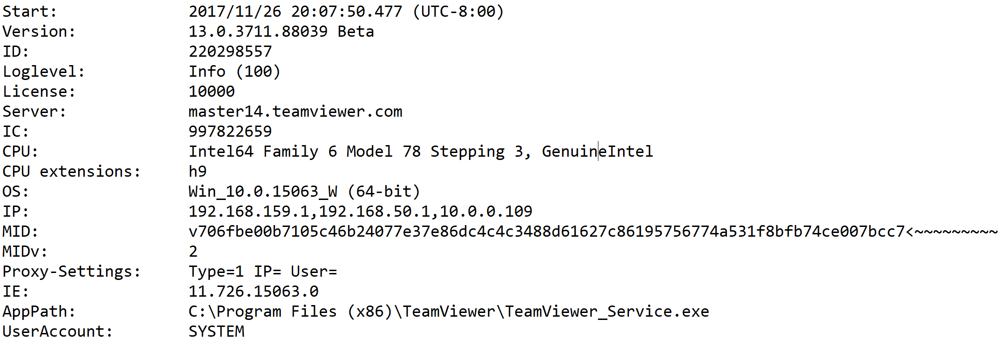 Start: 2017/11/26 20:07:50.477 (UTC-8:00)
Version: 13.0.3711.88039 Beta
ID: 220298557
Loglevel: Info (100)
License: 10000
Server: master14.teamviewer.com
IC: 997822659
CPU: Intel64 Family 6 Model 78 Stepping 3, GenuineIntel
CPU extensions: h9
OS: Win_10.0.15063_W (64-bit)
IP: 192.168.159.1,192.168.50.1,10.0.0.109
MID: v706fbe00b7105c46b24077e37e86dc4c4c3488d61627c86195756774a531f8bfb74ce007bcc7<~~~~~~~~~
MIDv: 2
Proxy-Settings: Type=1 IP= User=
IE: 11.726.15063.0
AppPath: C:\Program Files (x86)\TeamViewer\TeamViewer_Service.exe
UserAccount: SYSTEM